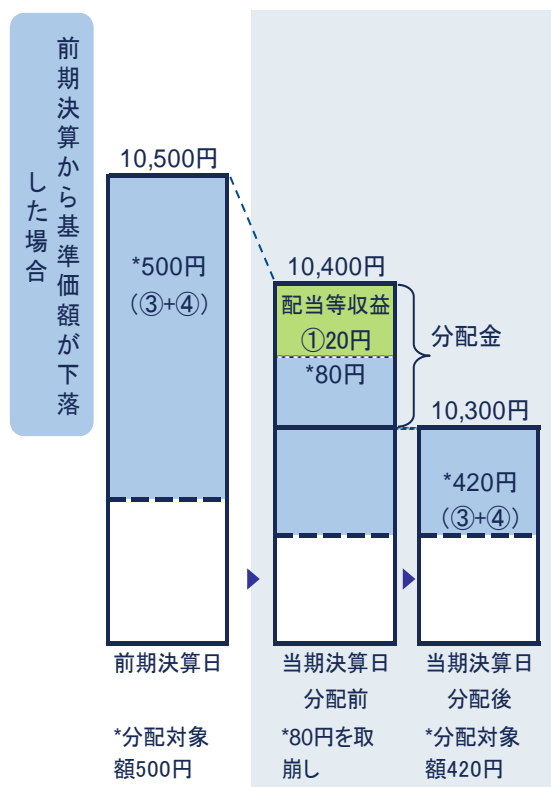 前期決算から基準価額が下落
した場合
10,500円
*500円
（③+④）
10,400円
配当等収益
①20円
*80円
分配金
10,300円
*420円
（③+④）
前期決算日
当期決算日
分配前
当期決算日
分配後
*分配対象
額500円
*80円を取
崩し
*分配対象
額420円